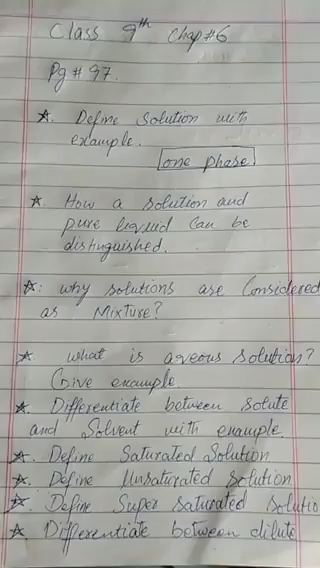 Class 9th Chap#6
Pg # 97.
★. Define solution with
example.
one phase
★. How a solution and
pure liquid can be
distinguished.
★: why solutions are Considered
as Mixture?
★ what is aqeous solution?
Give example
★. Differentiate between solute
and Solvent with example.
★. Define Saturated Solution
★. Define Unsaturated solution
★. Define Super saturated solutio
★. Differentiate between dilute